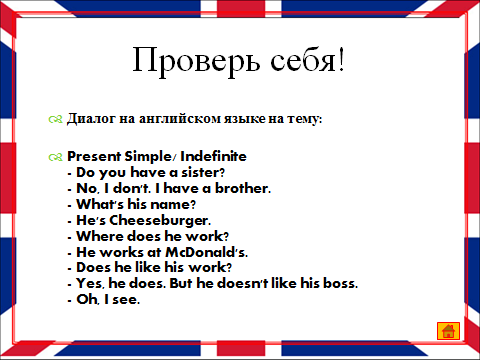 Проверь себя!
Диалог на английском языке на тему:
Present Simple/ Indefinite
- Do you have a sister?
- No, I don't. I have a brother.
- What's his name?
- He's Cheeseburger.
- Where does he work?
- He works at McDonald's.
- Does he like his work?
- Yes, he does. But he doesn't like his boss.
- Oh, I see.